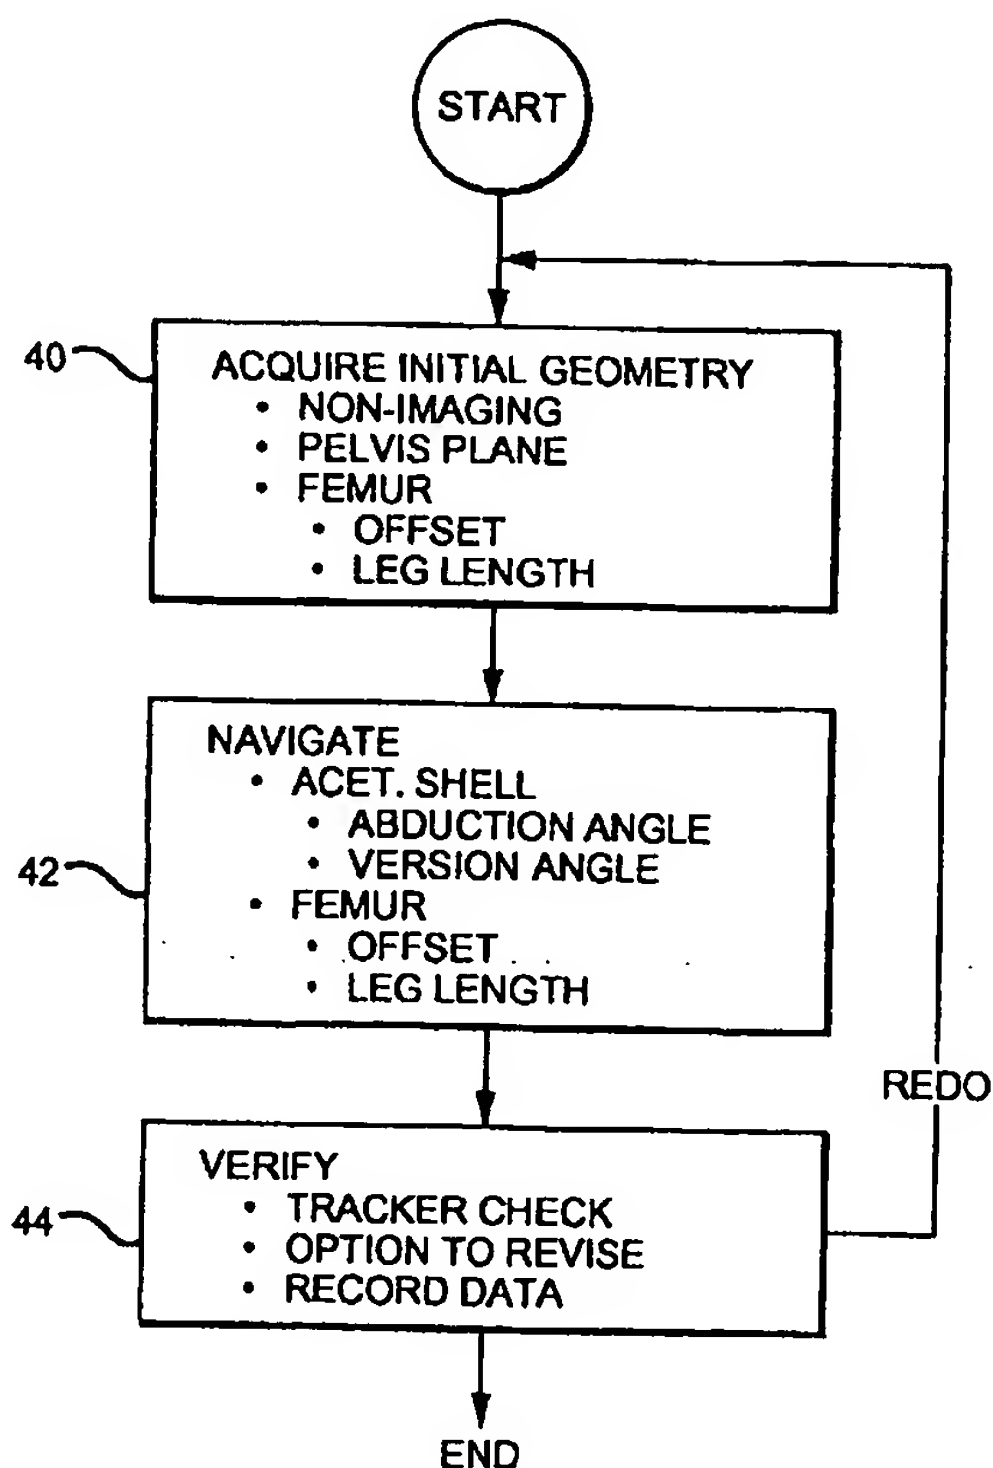 START
40
ACQUIRE INITIAL GEOMETRY
• NON-IMAGING
• PELVIS PLANE
• FEMUR
• OFFSET
• LEG LENGTH
42
NAVIGATE
• ACET. SHELL
• ABDUCTION ANGLE
• VERSION ANGLE
• FEMUR
• OFFSET
• LEG LENGTH
REDO
44
VERIFY
• TRACKER CHECK
• OPTION TO REVISE
• RECORD DATA
END